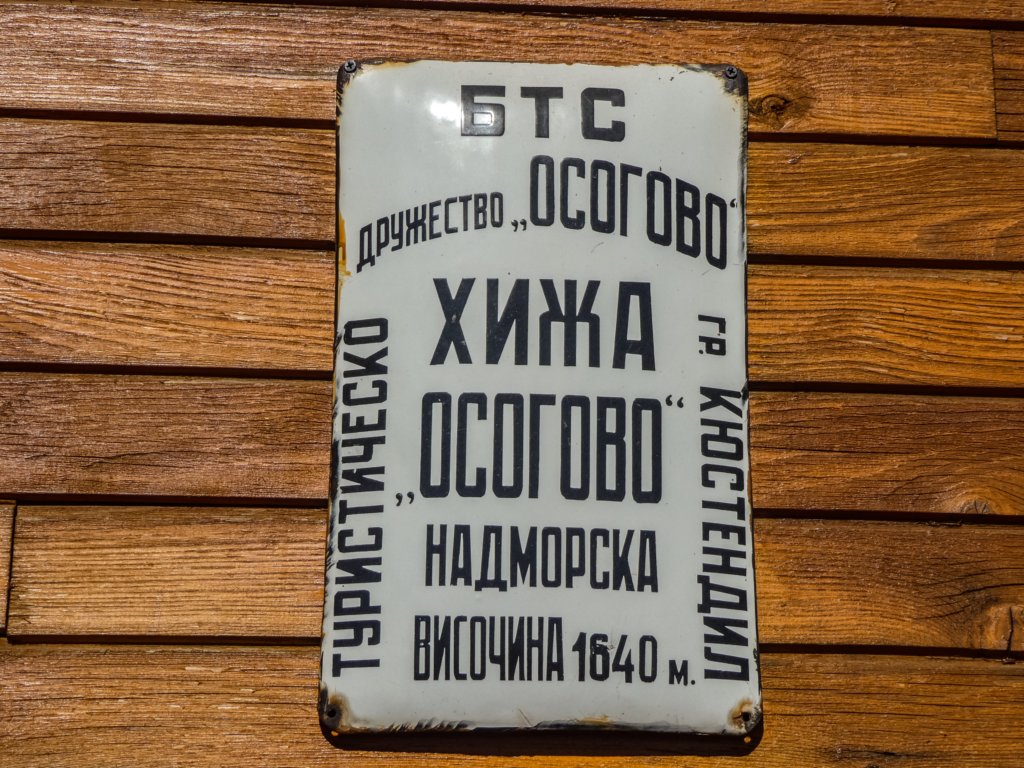 БТС
ТУРИСТИЧЕСКО
ДРУЖЕСТВО „ОСОГОВО“
гр. КЮСТЕНДИЛ
ХИЖА
„ОСОГОВО“
НАДМОРСКА
ВИСОЧИНА 1640 м.